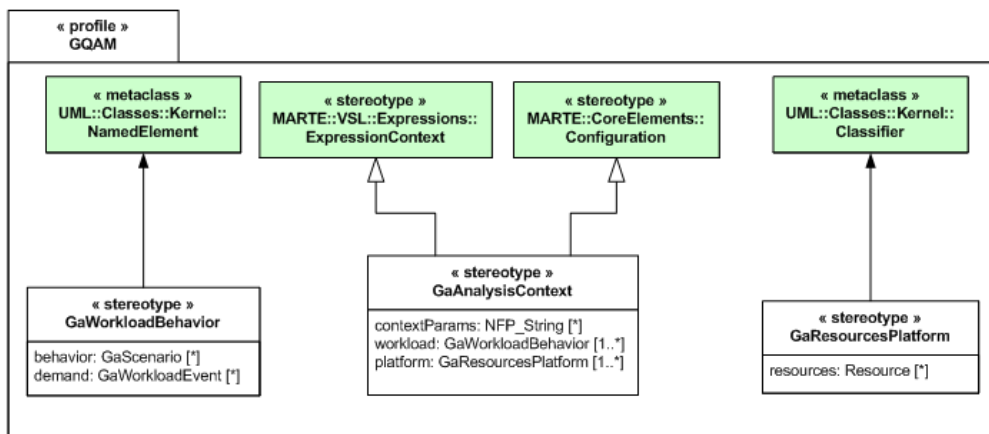 « profile »
GQAM
« metaclass »
UML::Classes::Kernel::
NamedElement
« stereotype »
MARTE::VSL::Expressions::
ExpressionContext
« stereotype »
MARTE::CoreElements::
Configuration
« metaclass »
UML::Classes::Kernel::
Classifier
« stereotype »
GaWorkloadBehavior
behavior: GaScenario [*]
demand: GaWorkloadEvent [*]
« stereotype »
GaAnalysisContext
contextParams: NFP_String [*]
workload: GaWorkloadBehavior [1..*]
platform: GaResourcesPlatform [1..*]
« stereotype »
GaResourcesPlatform
resources: Resource [*]